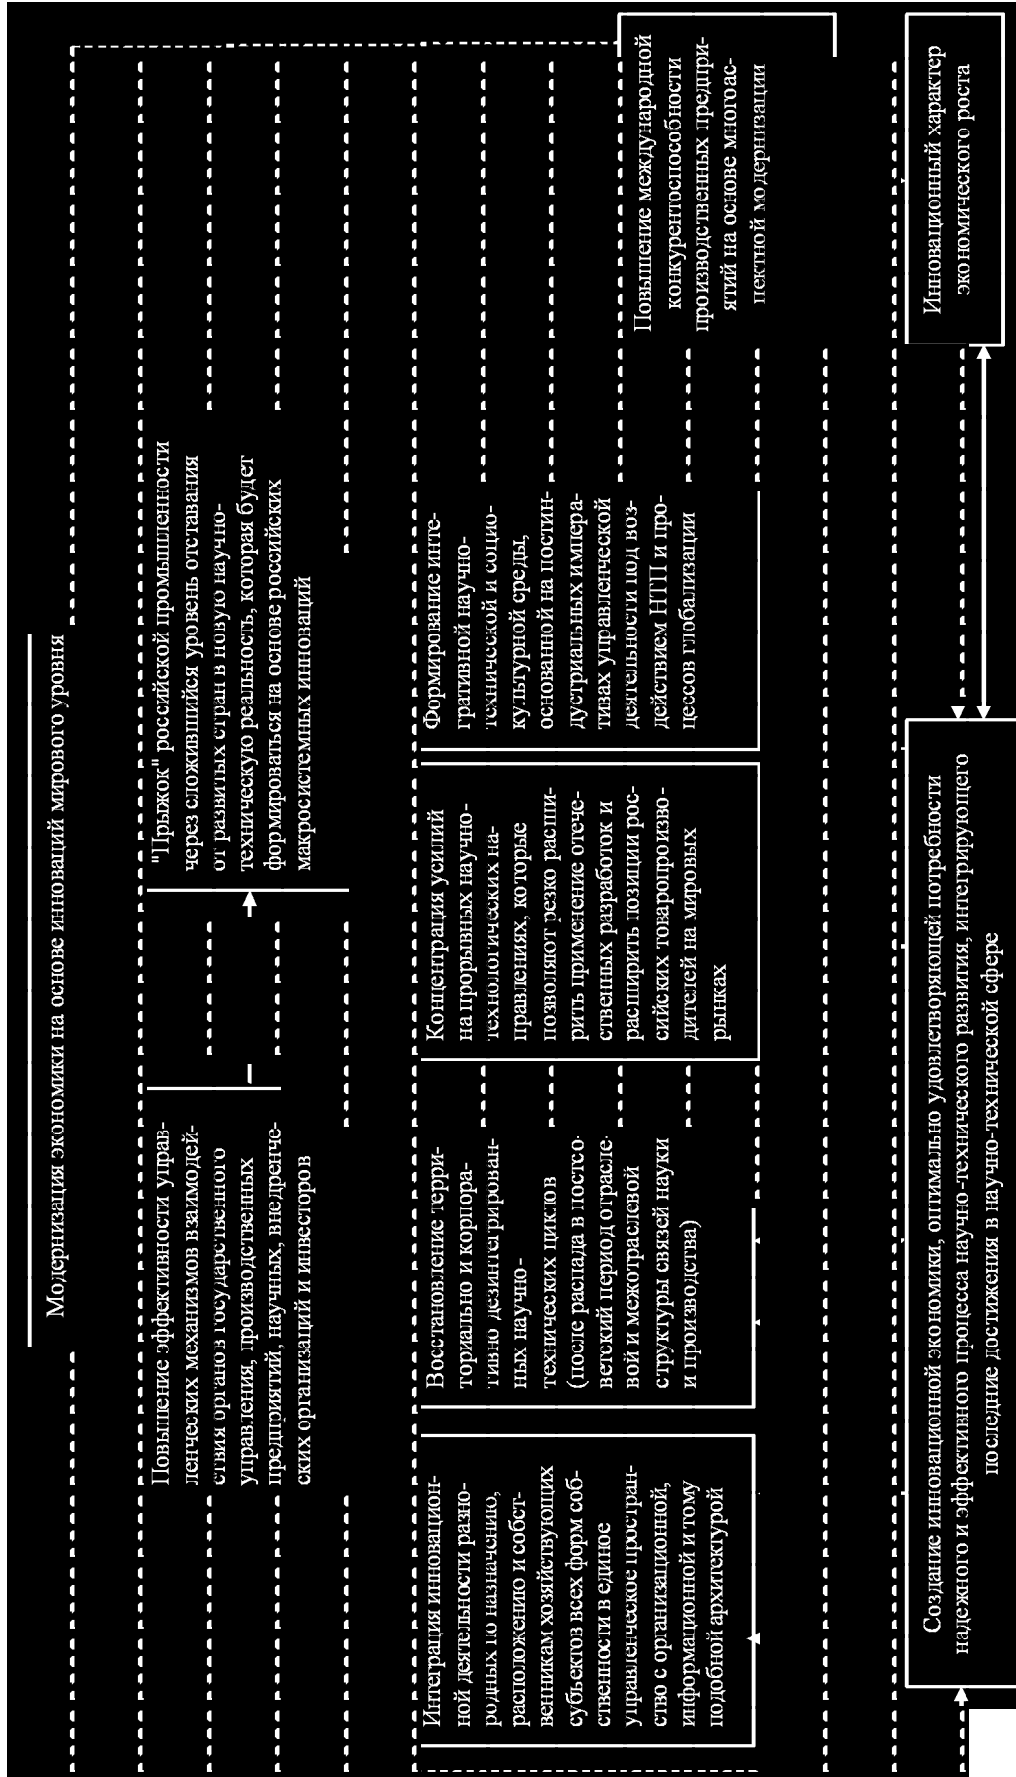 Модернизация экономики на основе инноваций мирового уровня
Повышение эффективности управ-
ленческих механизмов взаимодей-
ствия органов государственного
управления, производственных
предприятий, научных, внедренче-
ских организаций и инвесторов
"Прыжок" российской промышленности
через сложившийся уровень отставания
от развитых стран в новую научно-
техническую реальность, которая будет
формироваться на основе российских
макросистемных инноваций
Интеграция инновацион-
ной деятельности разно-
родных по назначению,
расположению и собст-
венникам хозяйствующих
субъектов всех форм соб-
ственности в единое
управленческое простран-
ство с организационной,
информационной и тому
подобной архитектурой
Восстановление терри-
ториально и корпора-
тивно дезинтегрирован-
ных научно-
технических циклов
(после распада в постсо-
ветский период отрасле-
вой и межотраслевой
структуры связей науки
и производства)
Концентрация усилий
на прорывных научно-
технологических на-
правлениях, которые
позволяют резко расши-
рить применение отече-
ственных разработок и
расширить позиции рос-
сийских товаропроизво-
дителей на мировых
рынках
Формирование инте-
гративной научно-
технической и социо-
культурной среды,
основанной на постин-
дустриальных импера-
тивах управленческой
деятельности под воз-
действием НТП и про-
цессов глобализации
Повышение международной
конкурентоспособности
производственных предпри-
ятий на основе многоас-
пектной модернизации
Создание инновационной экономики, оптимально удовлетворяющей потребности
надежного и эффективного процесса научно-технического развития, интегрирующего
последние достижения в научно-технической сфере
Инновационный характер
экономического роста